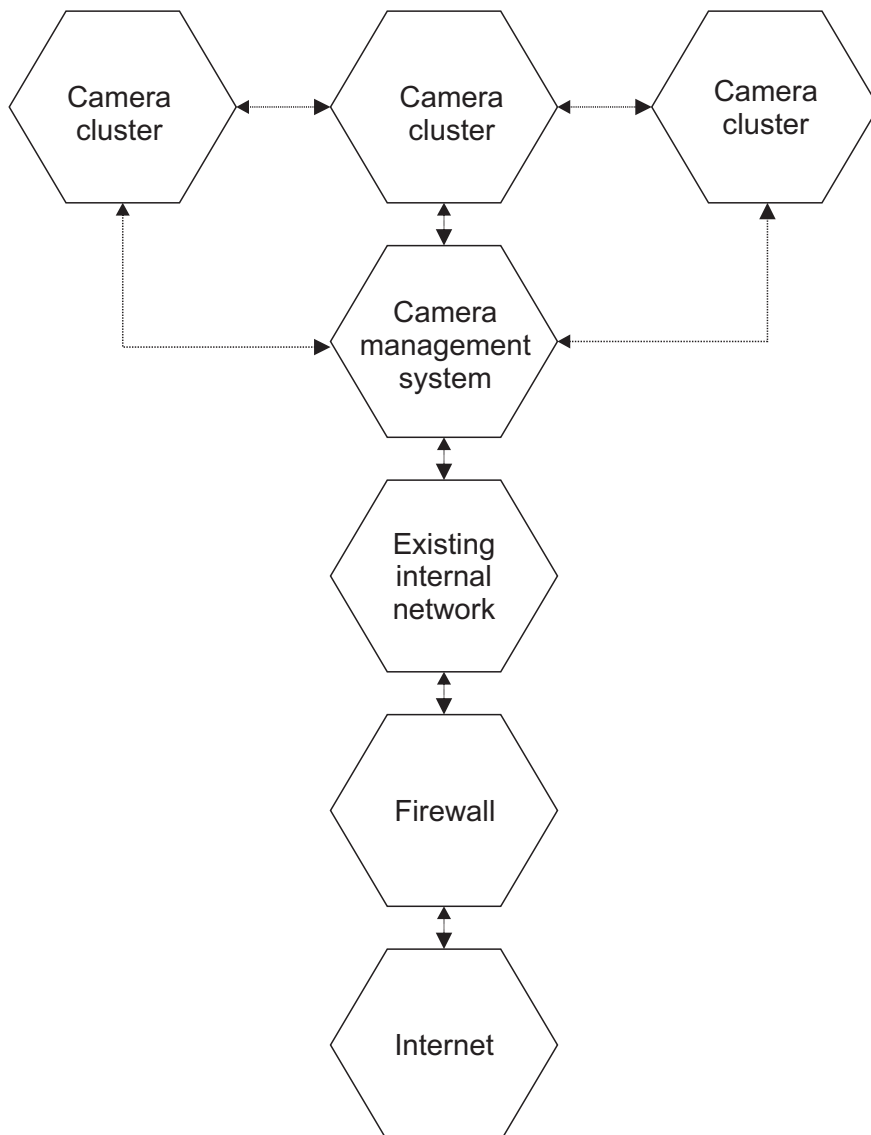 Camera
cluster
Camera
cluster
Camera
cluster
Camera
management
system
Existing
internal
network
Firewall
Internet